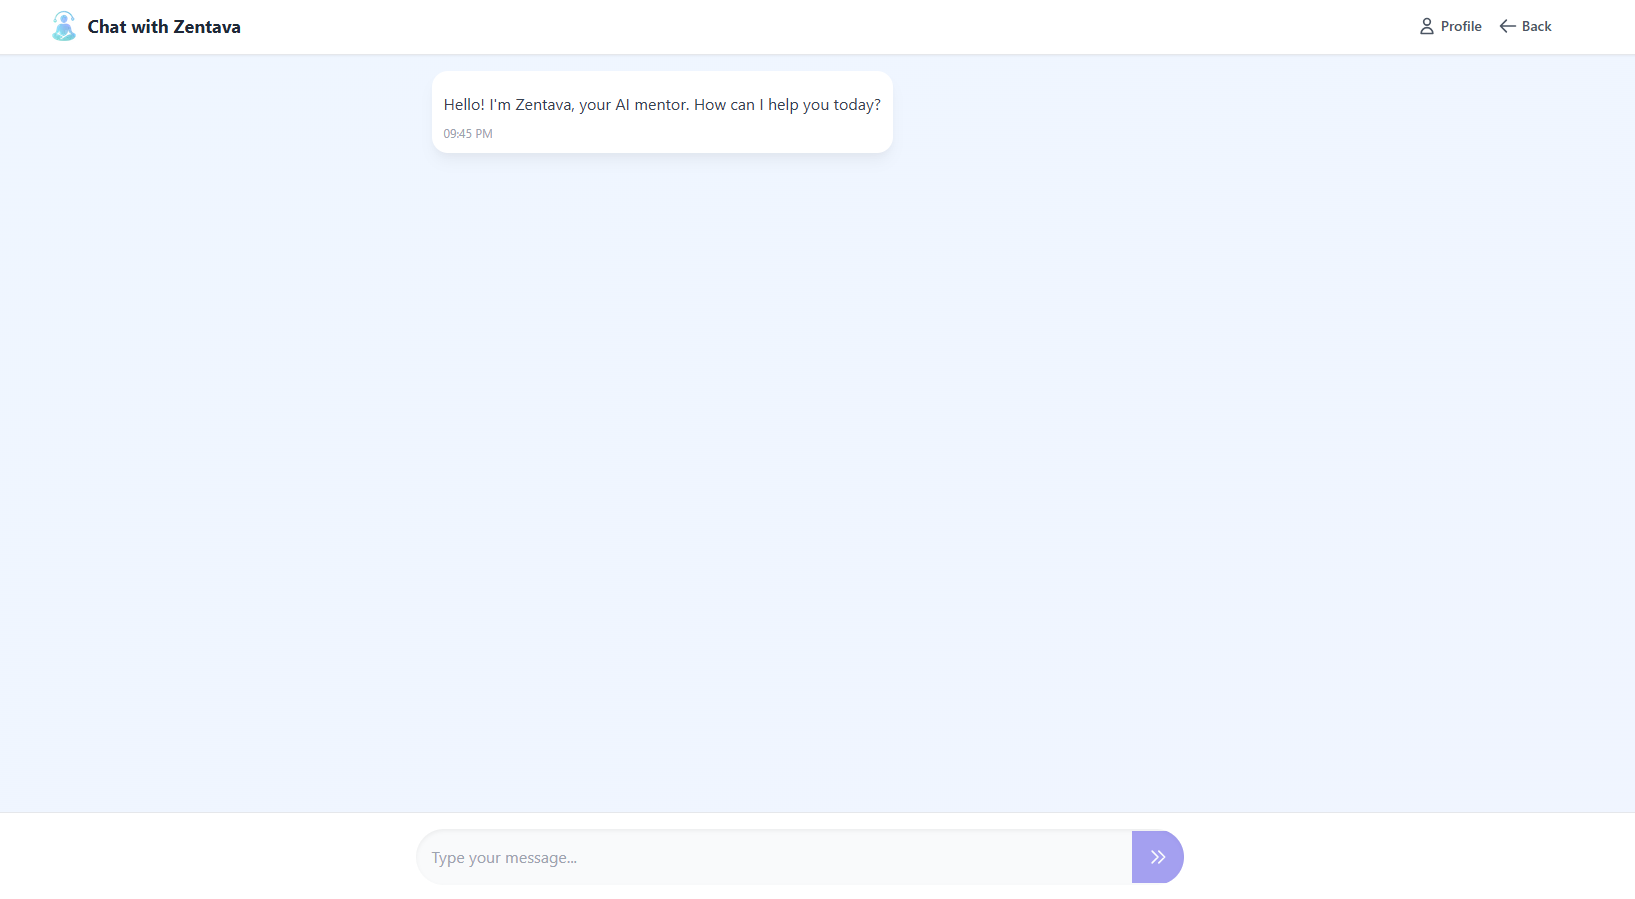 Chat with Zentava
Profile
Back
Hello! I'm Zentava, your AI mentor. How can I help you today?
09:45 PM
Type your message...